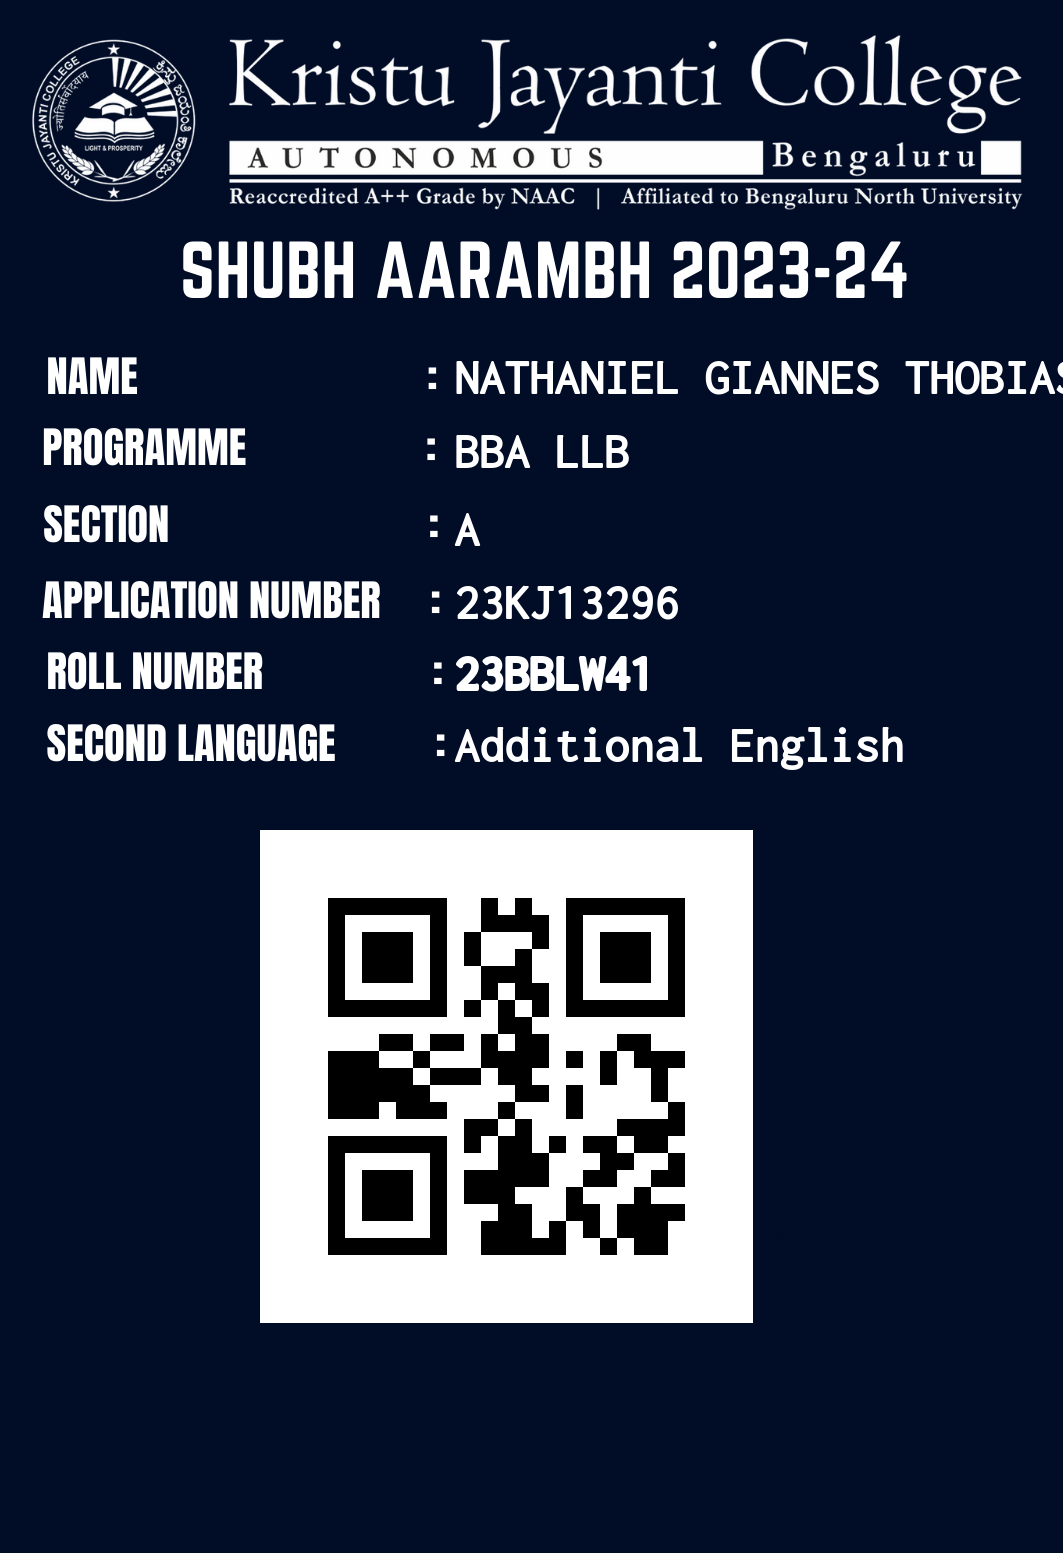 Kristu Jayanti College
AUTONOMOUS Bengaluru
Reaccredited A++ Grade by NAAC | Affiliated to Bengaluru North University
KRISTU JAYANTI COLLEGE
LIGHT & PROSPERITY
SHUBH AARAMBH 2023-24
NAME : NATHANIEL GIANNES THOBIAS
PROGRAMME : BBA LLB
SECTION : A
APPLICATION NUMBER : 23KJ13296
ROLL NUMBER : 23BBLW41
SECOND LANGUAGE : Additional English